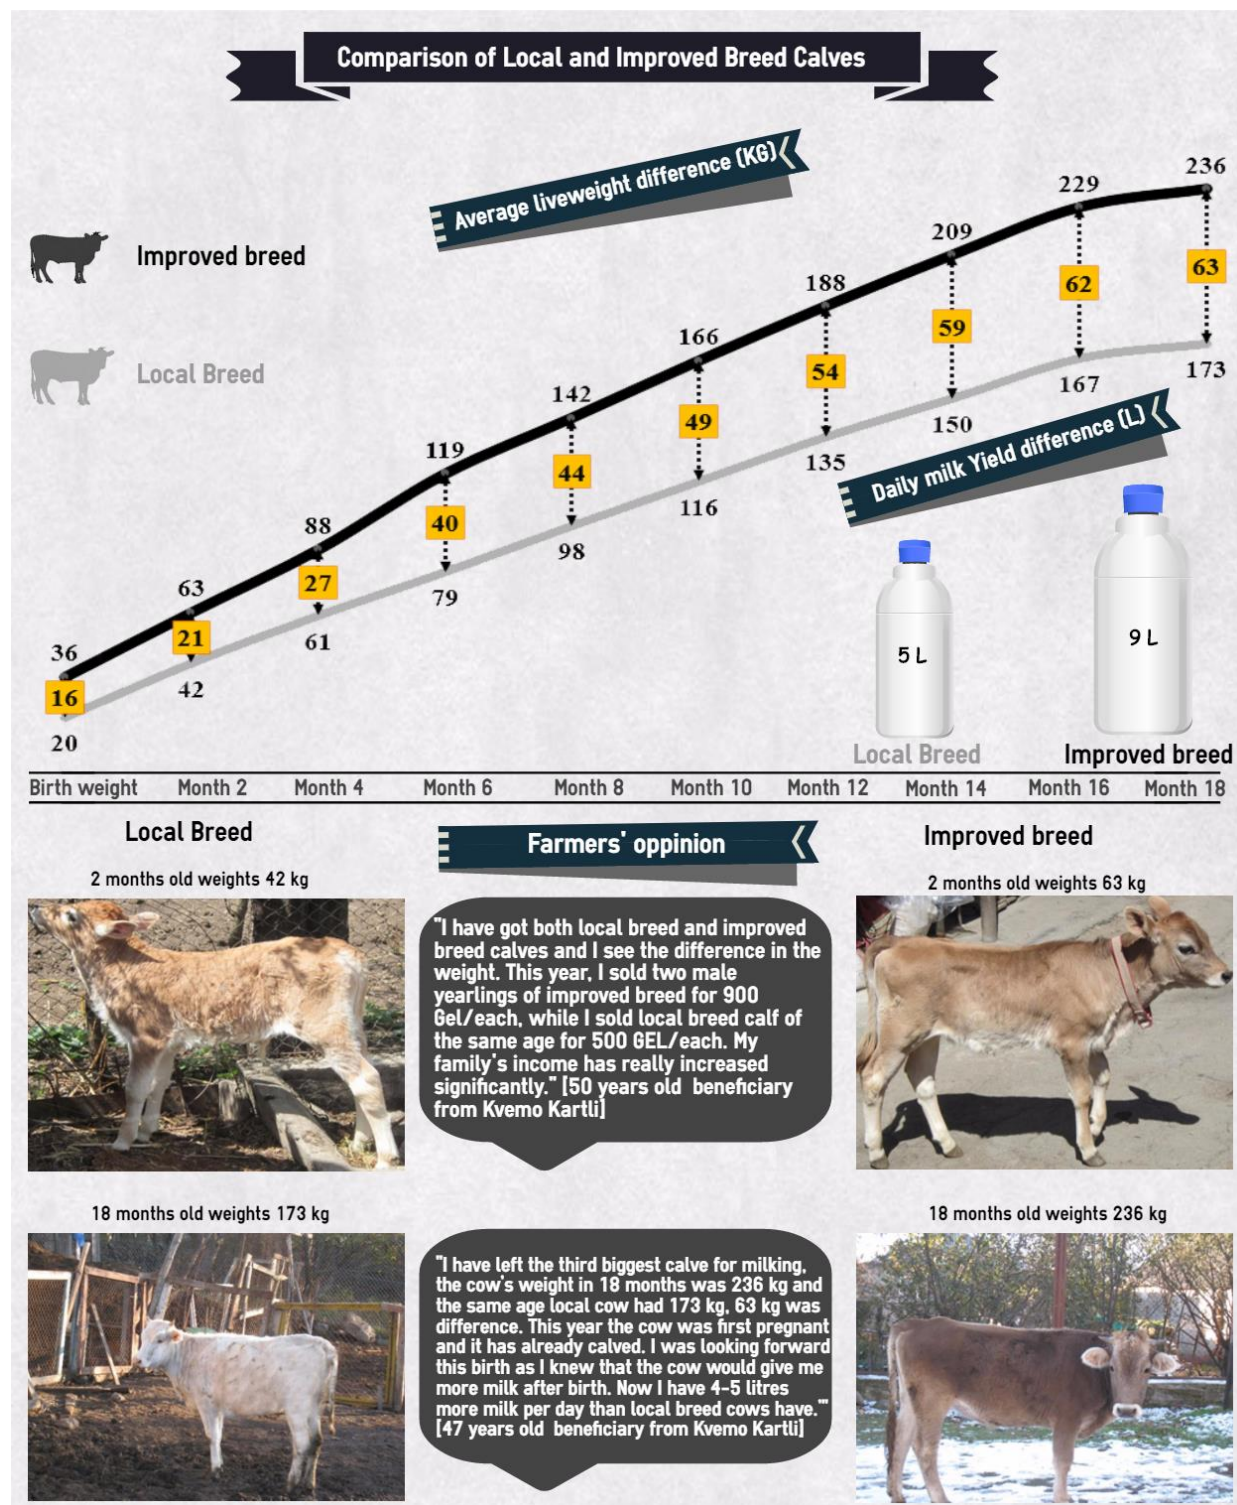 Comparison of Local and Improved Breed Calves
Average liveweight difference (KG)
Improved breed
Local Breed
36
63
88
119
142
166
188
209
229
236
16
21
27
40
44
49
54
59
62
63
20
42
61
79
98
116
135
150
167
173
Daily milk Yield difference (L)
5 L
9 L
Local Breed
Improved breed
Birth weight Month 2 Month 4 Month 6 Month 8 Month 10 Month 12 Month 14 Month 16 Month 18
Local Breed
2 months old weights 42 kg
18 months old weights 173 kg
Farmers' oppinion
"I have got both local breed and improved
breed calves and I see the difference in the
weight. This year, I sold two male
yearlings of improved breed for 900
Gel/each, while I sold local breed calf of
the same age for 500 GEL/each. My
family's income has really increased
significantly." [50 years old beneficiary
from Kvemo Kartli]
"I have left the third biggest calve for milking,
the cow's weight in 18 months was 236 kg and
the same age local cow had 173 kg, 63 kg was
difference. This year the cow was first pregnant
and it has already calved. I was looking forward
this birth as I knew that the cow would give me
more milk after birth. Now I have 4-5 litres
more milk per day than local breed cows have.'"
[47 years old beneficiary from Kvemo Kartli]
Improved breed
2 months old weights 63 kg
18 months old weights 236 kg